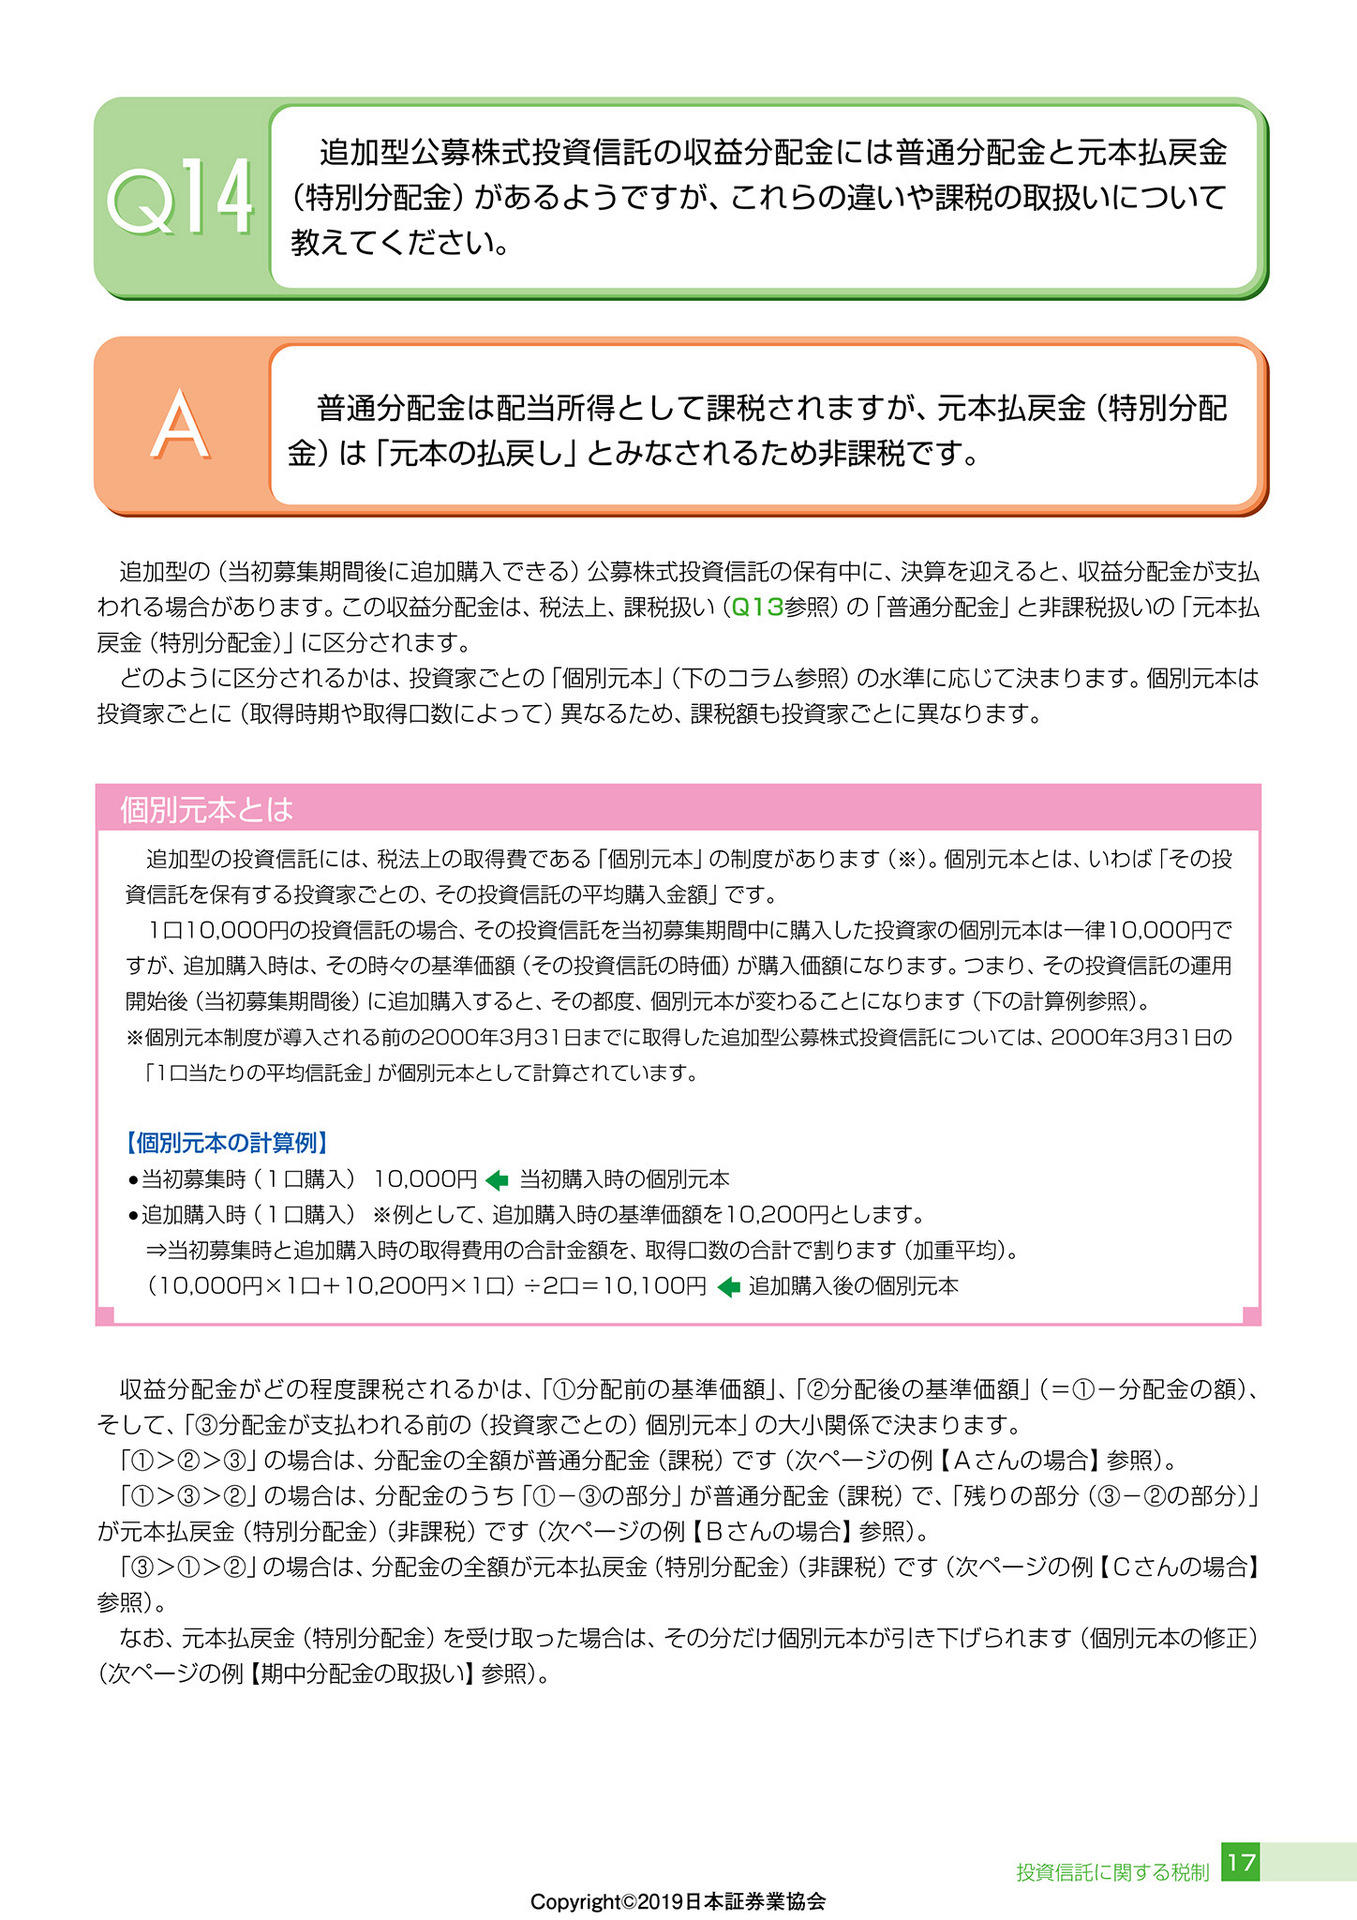 Q14
追加型公募株式投資信託の収益分配金には普通分配金と元本払戻金
(特別分配金)があるようですが、これらの違いや課税の取扱いについて
教えてください。
A
普通分配金は配当所得として課税されますが、元本払戻金(特別分配
金)は「元本の払戻し」とみなされるため非課税です。
追加型の(当初募集期間後に追加購入できる)公募株式投資信託の保有中に、決算を迎えると、収益分配金が支払
われる場合があります。この収益分配金は、税法上、課税扱い(Q13参照)の「普通分配金」と非課税扱いの「元本払
戻金(特別分配金)」に区分されます。
どのように区分されるかは、投資家ごとの「個別元本」(下のコラム参照)の水準に応じて決まります。個別元本は
投資家ごとに(取得時期や取得口数によって)異なるため、課税額も投資家ごとに異なります。
個別元本とは
追加型の投資信託には、税法上の取得費である「個別元本」の制度があります(※)。個別元本とは、いわば「その投
資信託を保有する投資家ごとの、その投資信託の平均購入金額」です。
1口10,000円の投資信託の場合、その投資信託を当初募集期間中に購入した投資家の個別元本は一律10,000円で
すが、追加購入時は、その時々の基準価額(その投資信託の時価)が購入価額になります。つまり、その投資信託の運用
開始後(当初募集期間後)に追加購入すると、その都度、個別元本が変わることになります(下の計算例参照)。
※個別元本制度が導入される前の2000年3月31日までに取得した追加型公募株式投資信託については、2000年3月31日の
「1口当たりの平均信託金」が個別元本として計算されています。
【個別元本の計算例】
●当初募集時(1口購入) 10,000円 ← 当初購入時の個別元本
●追加購入時(1口購入) ※例として、追加購入時の基準価額を10,200円とします。
⇒当初募集時と追加購入時の取得費用の合計金額を、取得口数の合計で割ります(加重平均)。
(10,000円×1口+10,200円×1口)÷2口=10,100円 ← 追加購入後の個別元本
収益分配金がどの程度課税されるかは、「①分配前の基準価額」、「②分配後の基準価額」(=①-分配金の額)、
そして、「③分配金が支払われる前の(投資家ごとの)個別元本」の大小関係で決まります。
「①>②>③」の場合は、分配金の全額が普通分配金(課税)です(次ページの例【Aさんの場合】参照)。
「①>③>②」の場合は、分配金のうち「①-③の部分」が普通分配金(課税)で、「残りの部分(③-②の部分)」
が元本払戻金(特別分配金)(非課税)です(次ページの例【Bさんの場合】参照)。
「③>①>②」の場合は、分配金の全額が元本払戻金(特別分配金)(非課税)です(次ページの例【Cさんの場合】
参照)。
なお、元本払戻金(特別分配金)を受け取った場合は、その分だけ個別元本が引き下げられます(個別元本の修正)
(次ページの例【期中分配金の取扱い】参照)。
投資信託に関する税制 17
Copyright©2019日本証券業協会